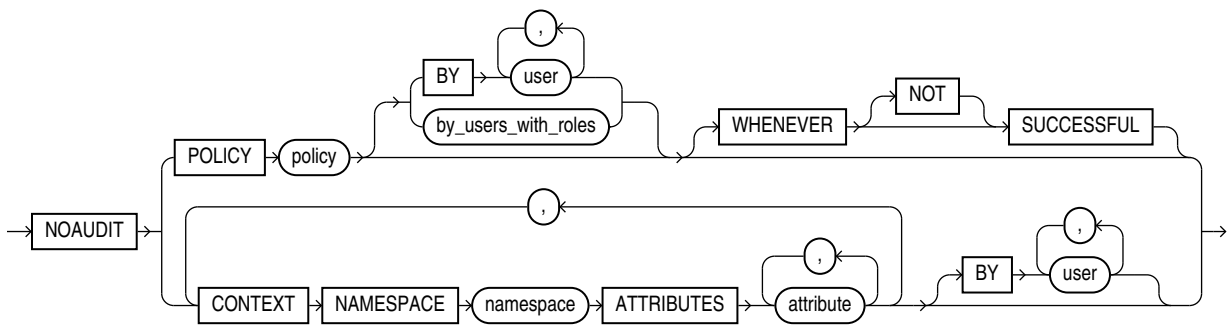 ,
BY user
NOT
by_users_with_roles
WHENEVER SUCCESSFUL
POLICY policy
,
NOAUDIT
,
,
BY user
CONTEXT NAMESPACE namespace ATTRIBUTES attribute